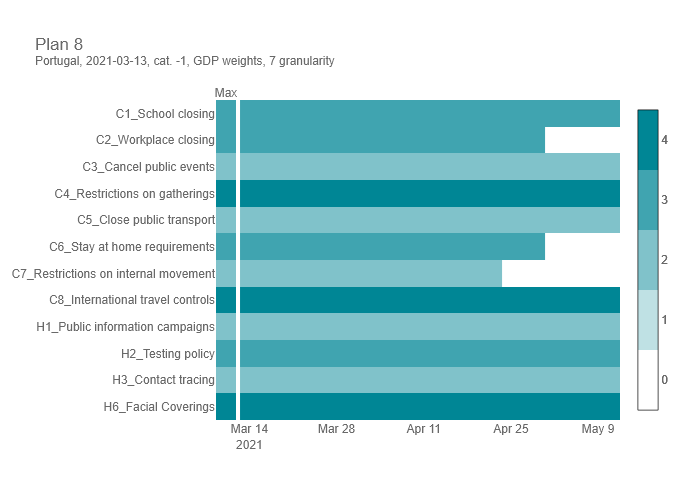 Plan 8
Portugal, 2021-03-13, cat. -1, GDP weights, 7 granularity
Max
C1_School closing
C2_Workplace closing
C3_Cancel public events
C4_Restrictions on gatherings
C5_Close public transport
C6_Stay at home requirements
C7_Restrictions on internal movement
C8_International travel controls
H1_Public information campaigns
H2_Testing policy
H3_Contact tracing
H6_Facial Coverings
Mar 14 Mar 28 Apr 11 Apr 25 May 9
2021
4
3
2
1
0